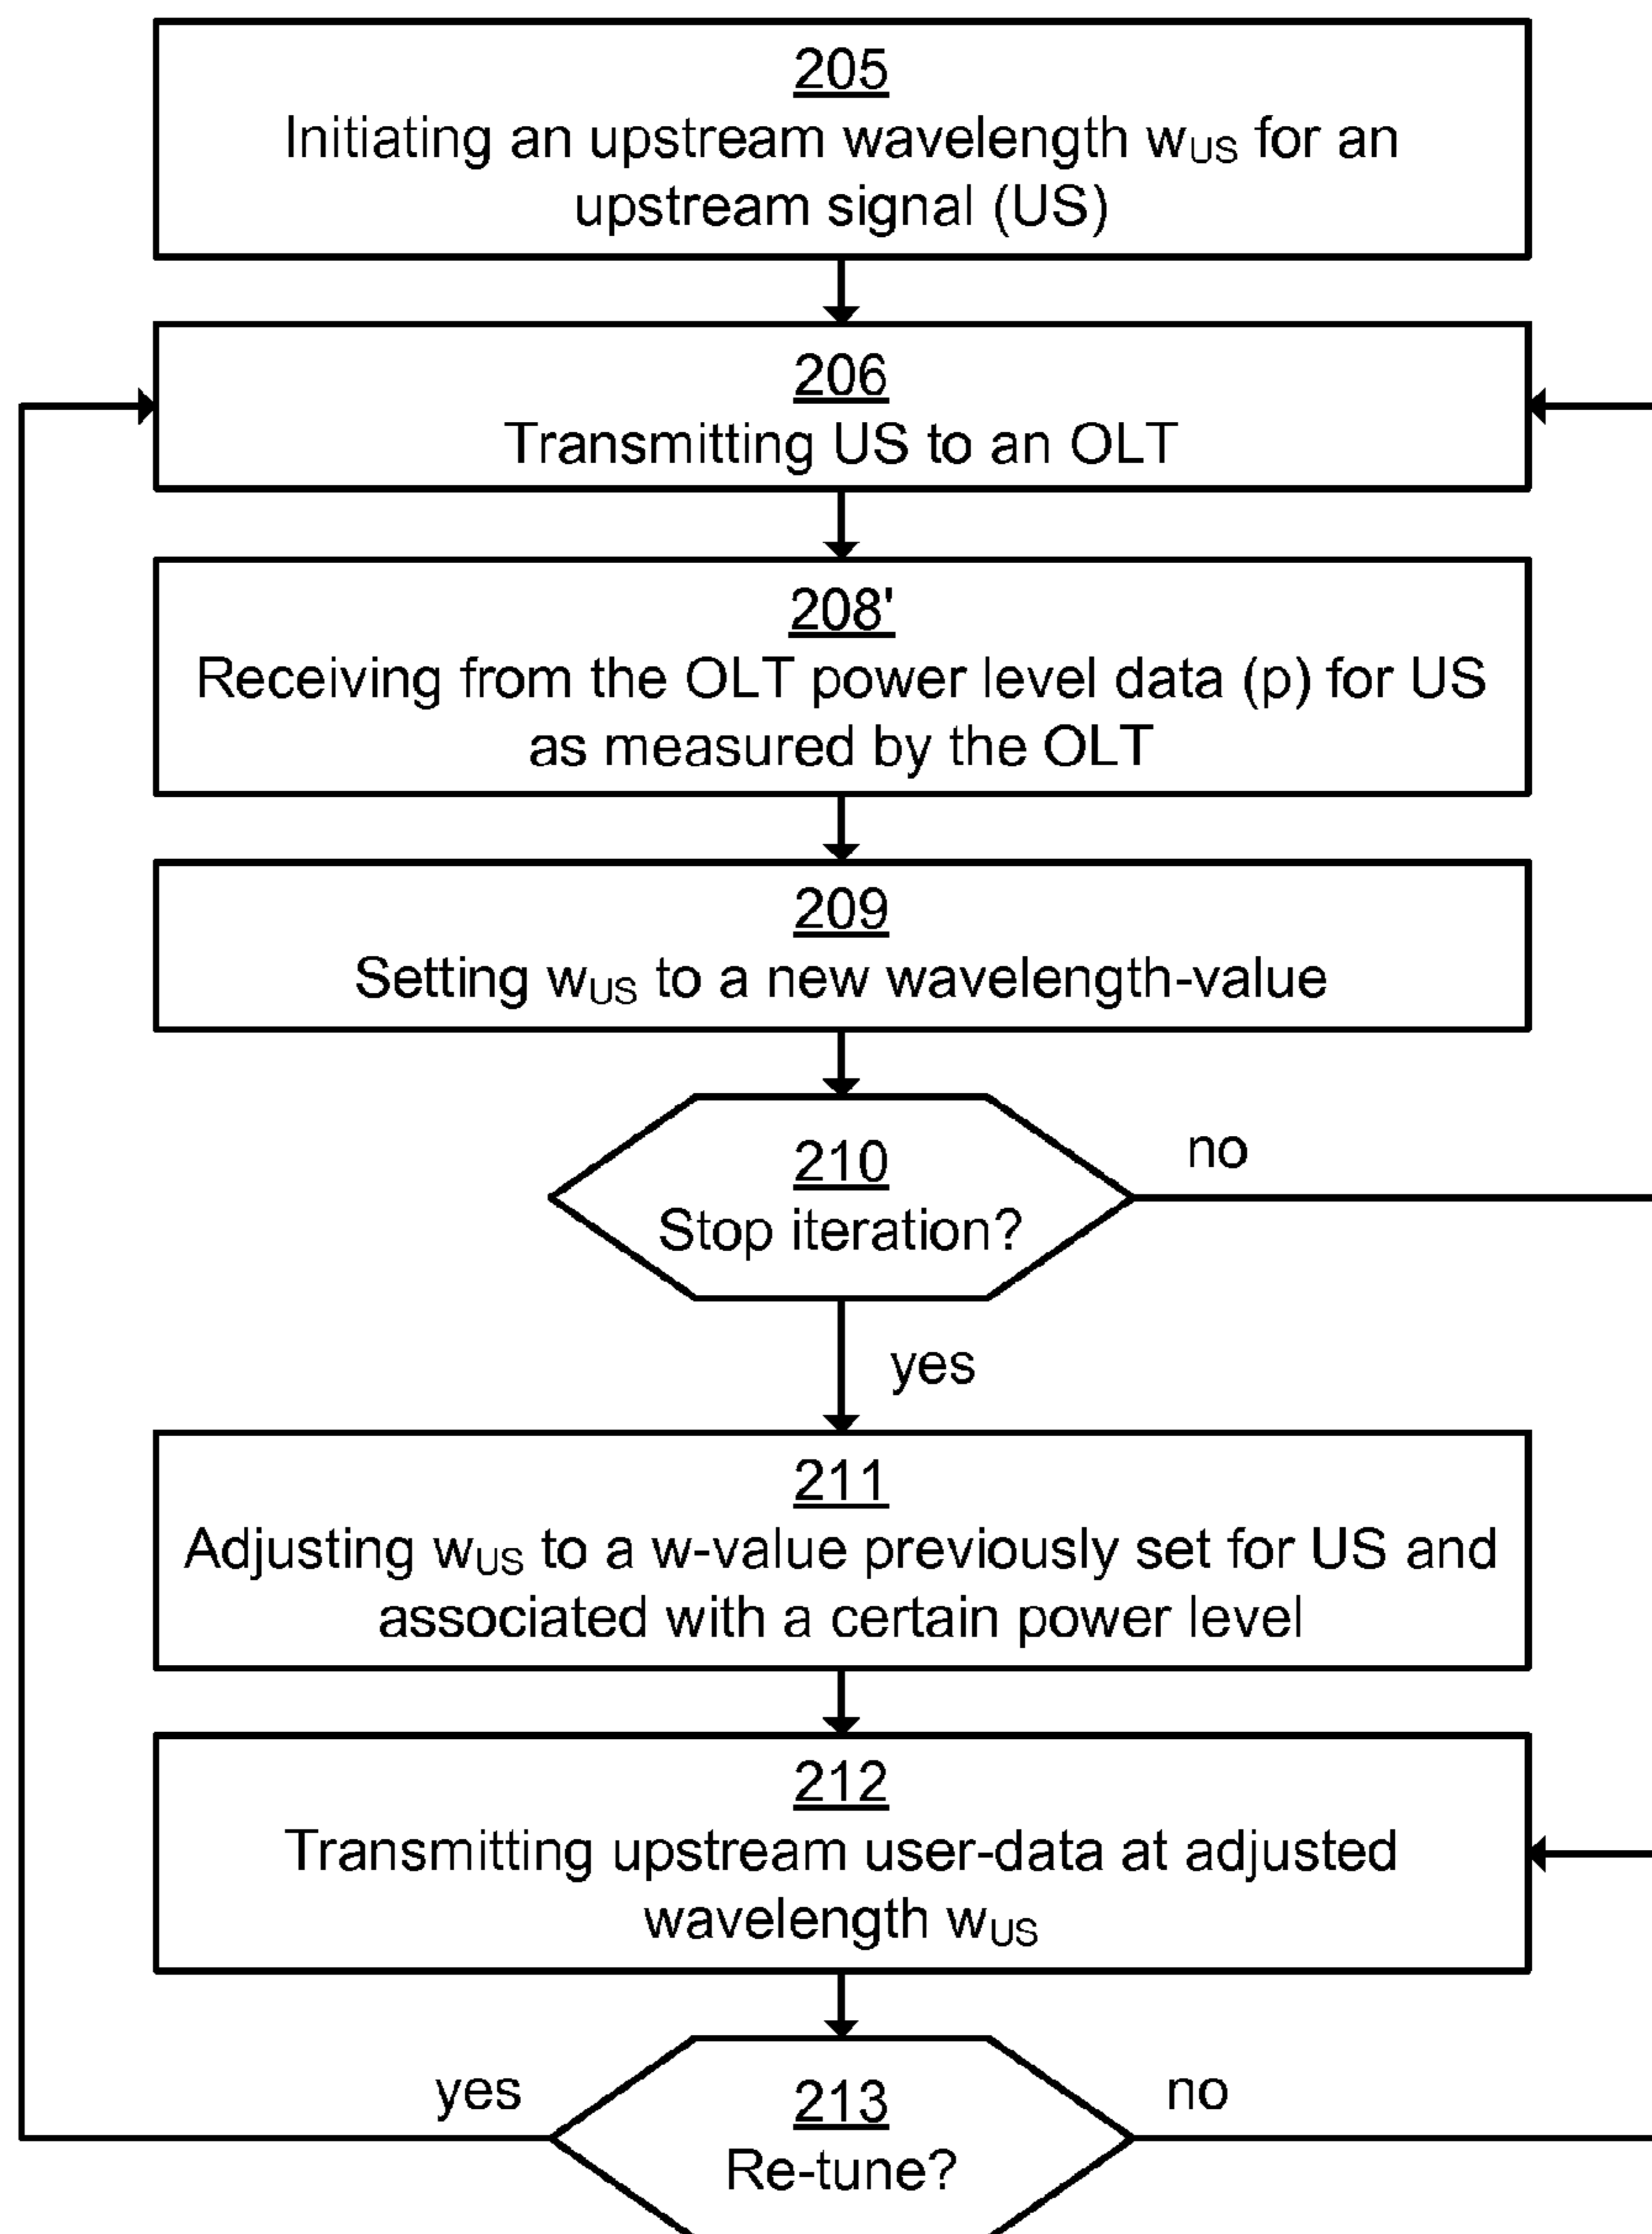 205
Initiating an upstream wavelength wUS for an
upstream signal (US)
206
Transmitting US to an OLT
208'
Receiving from the OLT power level data (p) for US
as measured by the OLT
209
Setting wUS to a new wavelength-value
210
Stop iteration?
no
yes
211
Adjusting wUS to a w-value previously set for US and
associated with a certain power level
212
Transmitting upstream user-data at adjusted
wavelength wUS
yes
213
Re-tune?
no